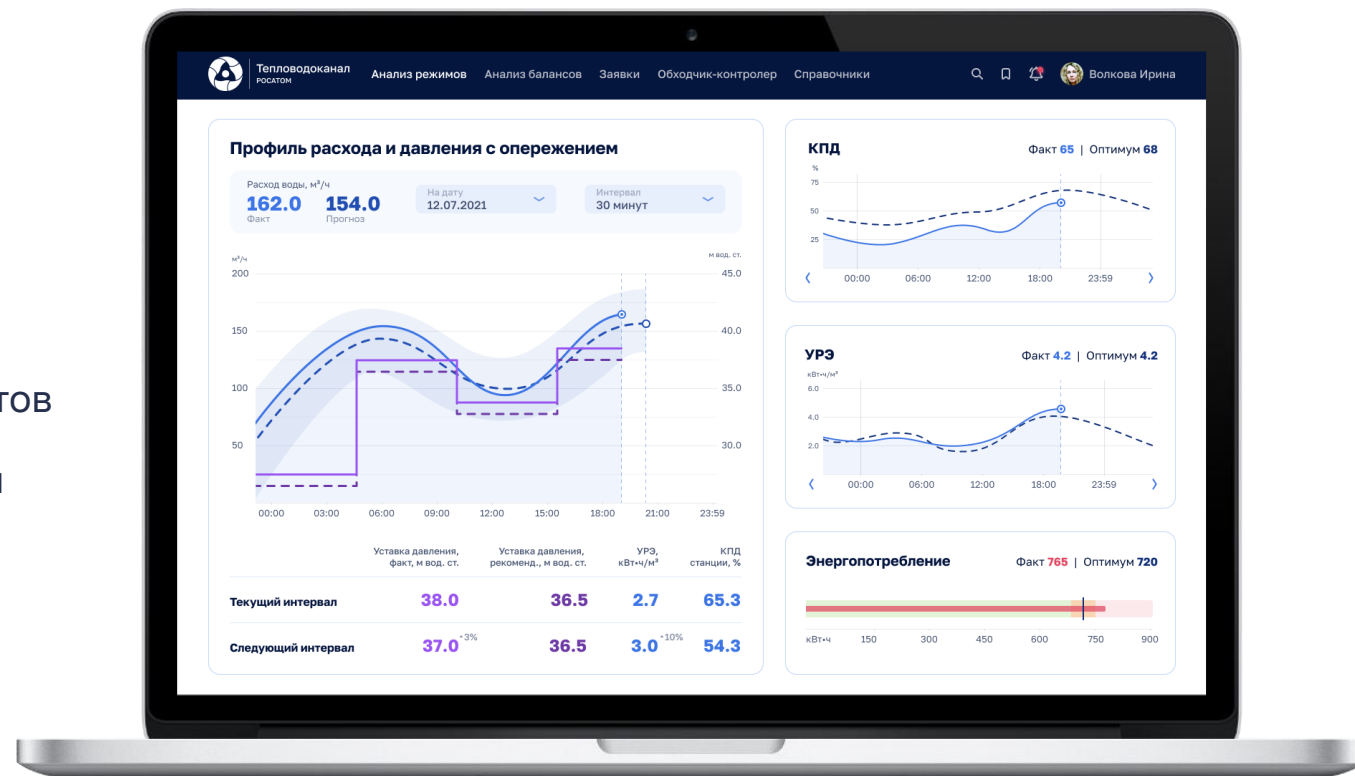 тов
Тепловодоканал
РОСАТОМ
Анализ режимов Анализ балансов Заявки Обходчик-контролер Справочники
Волкова Ирина
Профиль расхода и давления с опережением
Расход воды, м³/ч
162.0 154.0
Факт Прогноз
На дату
12.07.2021
Интервал
30 минут
м³/ч м вод. ст.
200 45.0
150 40.0
100 35.0
50 30.0
00:00 03:00 06:00 09:00 12:00 15:00 18:00 21:00 23:59
Уставка давления, Уставка давления, УРЭ, КПД
факт, м вод. ст. рекоменд., м вод. ст. кВт•ч/м³ станции, %
Текущий интервал 38.0 36.5 2.7 65.3
Следующий интервал 37.0 -3% 36.5 3.0 -10% 54.3
КПД Факт 65 | Оптимум 68
%
75
50
25
00:00 06:00 12:00 18:00 23:59
УРЭ Факт 4.2 | Оптимум 4.2
кВт•ч/м³
6.0
4.0
2.0
00:00 06:00 12:00 18:00 23:59
Энергопотребление Факт 765 | Оптимум 720
кВт•ч 150 300 450 600 750 900